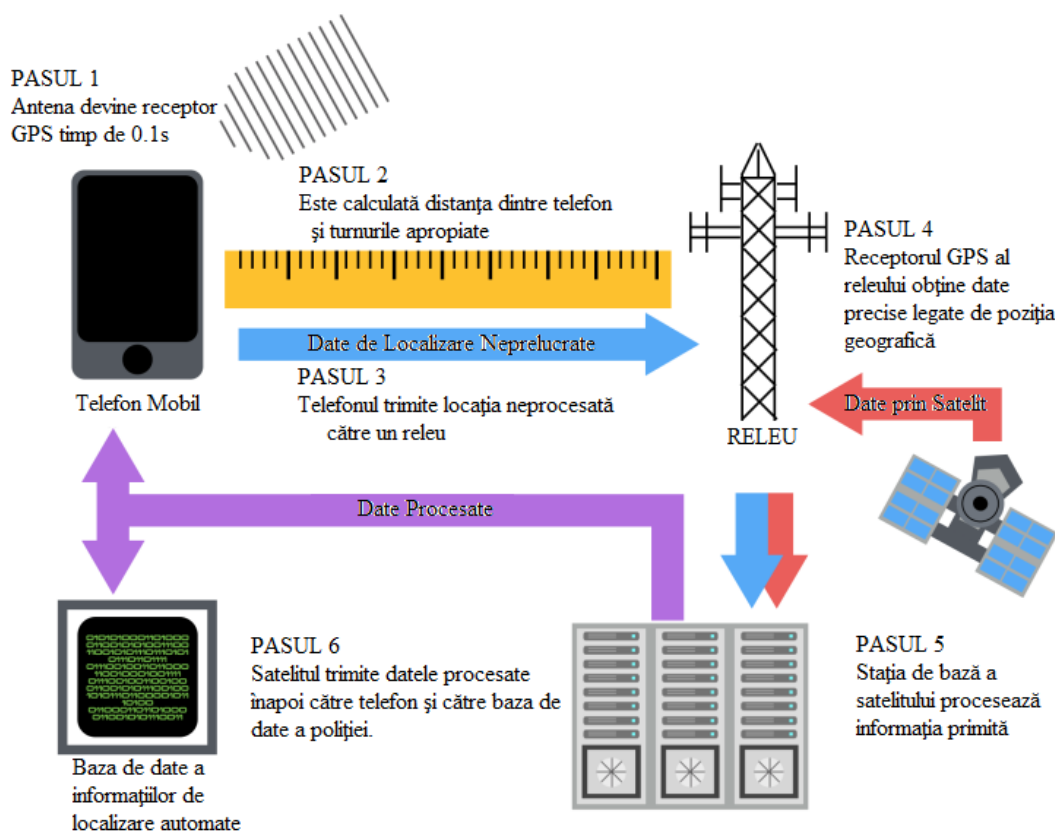 PASUL 1
Antena devine receptor
GPS timp de 0.1s
PASUL 2
Este calculată distanţa dintre telefon
şi turnurile apropiate
Date de Localizare Neprelucrate
PASUL 3
Telefonul trimite locaţia neprocesată
către un releu
Telefon Mobil
PASUL 4
Receptorul GPS al
releului obţine date
precise legate de poziţia
geografică
Date prin Satelit
RELEU
Date Procesate
PASUL 5
Staţia de bază a
satelitului procesează
informaţia primită
PASUL 6
Satelitul trimite datele procesate
înapoi către telefon şi către baza de
date a poliţiei.
Baza de date a
informaţiilor de
localizare automate